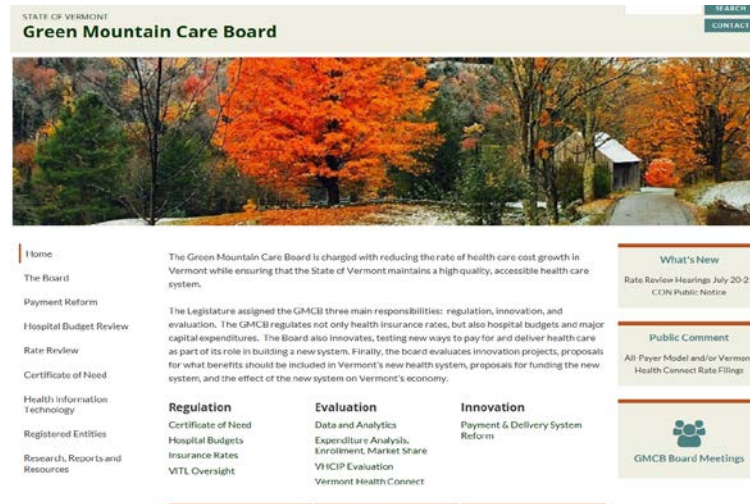 SEARCH
STATE OF VERMONT
Green Mountain Care Board
CONTACT
Home
The Board
Payment Reform
Hospital Budget Review
Rate Review
Certificate of Need
Health Information
Technology
Registered Entities
Research, Reports and
Resources
The Green Mountain Care Board is charged with reducing the rate of health care cost growth in
Vermont while ensuring that the State of Vermont maintains a high quality, accessible health care
system.
The Legislature assigned the GMCB three main responsibilities: regulation, innovation, and
evaluation. The GMCB regulates not only health insurance rates, but also hospital budgets and major
capital expenditures. The Board also innovates, testing new ways to pay for and deliver health care
as part of its role in building a new system. Finally, the board evaluates innovation projects, proposals
for what benefits should be included in Vermont's new health system, proposals for funding the new
system, and the effect of the new system on Vermont's economy.
Regulation
Certificate of Need
Hospital Budgets
Insurance Rates
VITL Oversight
Evaluation
Data and Analytics
Expenditure Analysis,
Enrollment, Market Share
VHCIP Evaluation
Vermont Health Connect
Innovation
Payment & Delivery System
Reform
What's New
Rate Review Hearings July 20-2
CON Public Notice
Public Comment
All-Payer Model and/or Vermon
Health Connect Rate Filings
GMCB Board Meetings